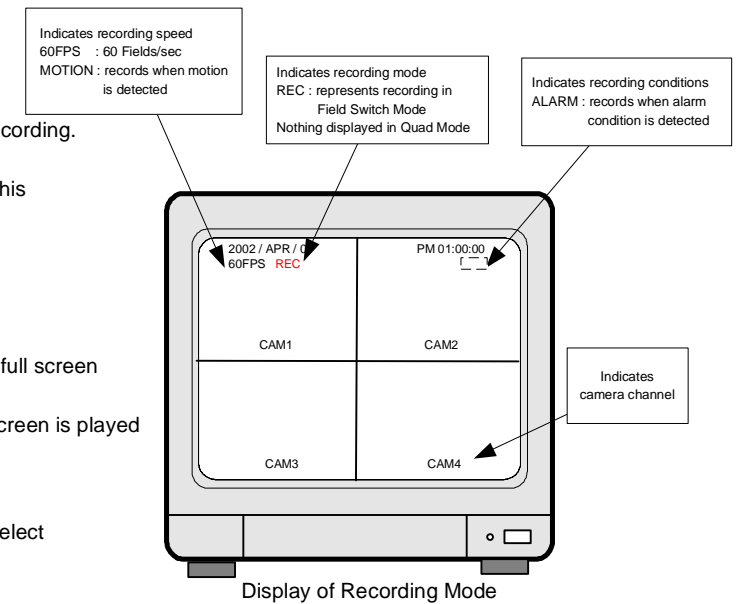 Indicates recording speed
60FPS : 60 Fields/sec
MOTION : records when motion
is detected
Indicates recording mode
REC : represents recording in
Field Switch Mode
Nothing displayed in Quad Mode
Indicates recording conditions
ALARM : records when alarm
condition is detected
cording.
his
full screen
creen is played
elect
2002 / APR / 0
PM 01:00:00
60FPS REC
CAM1
CAM2
CAM3
CAM4
Indicates
camera channel
Display of Recording Mode